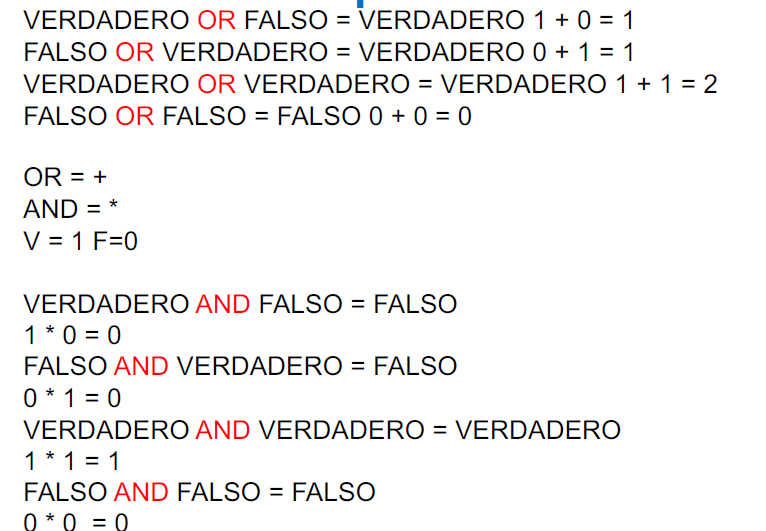 VERDADERO OR FALSO = VERDADERO 1 + 0 = 1
FALSO OR VERDADERO = VERDADERO 0 + 1 = 1
VERDADERO OR VERDADERO = VERDADERO 1 + 1 = 2
FALSO OR FALSO = FALSO 0 + 0 = 0
OR = +
AND = *
V = 1 F=0
VERDADERO AND FALSO = FALSO
1 * 0 = 0
FALSO AND VERDADERO = FALSO
0 * 1 = 0
VERDADERO AND VERDADERO = VERDADERO
1 * 1 = 1
FALSO AND FALSO = FALSO
0 * 0 = 0